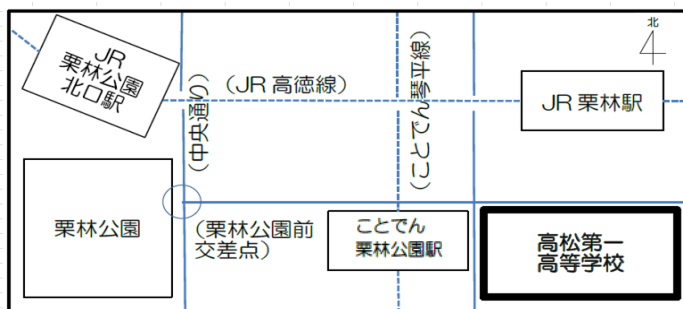 北
JR
栗林公園
北口駅
（中央通り）
（JR 高徳線）
（ことでん琴平線）
JR 栗林駅
栗林公園
（栗林公園前
交差点）
ことでん
栗林公園駅
高松第一
高等学校